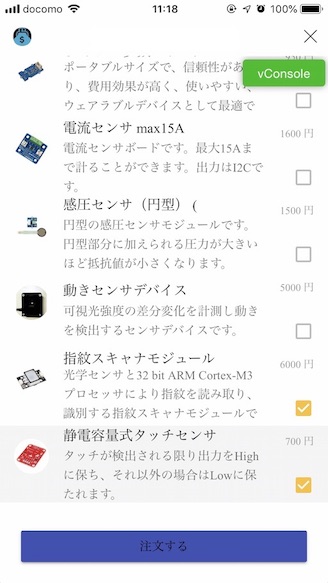 docomo 11:18 100%
ポータブルサイズで、信頼性があ
り、費用効果が高く、使いやすい、
ウェアラブルデバイスとして最適で
vConsole
電流センサ max15A
1600 円
電流センサボードです。最大15Aま
で計ることができます。出力はI2Cで
す。
感圧センサ（円型） (
1500 円
円型の感圧センサモジュールです。
円型部分に加えられる圧力が大きい
ほど抵抗値が小さくなります。
動きセンサデバイス
5000 円
可視光強度の差分変化を計測し動き
を検出するセンサデバイスです。
指紋スキャナモジュール
6000 円
光学センサと32 bit ARM Cortex-M3
プロセッサにより指紋を読み取り、
識別する指紋スキャナモジュールで
静電容量式タッチセンサ
700 円
タッチが検出される限り出力をHigh
に保ち、それ以外の場合はLowに保
たれます。
注文する